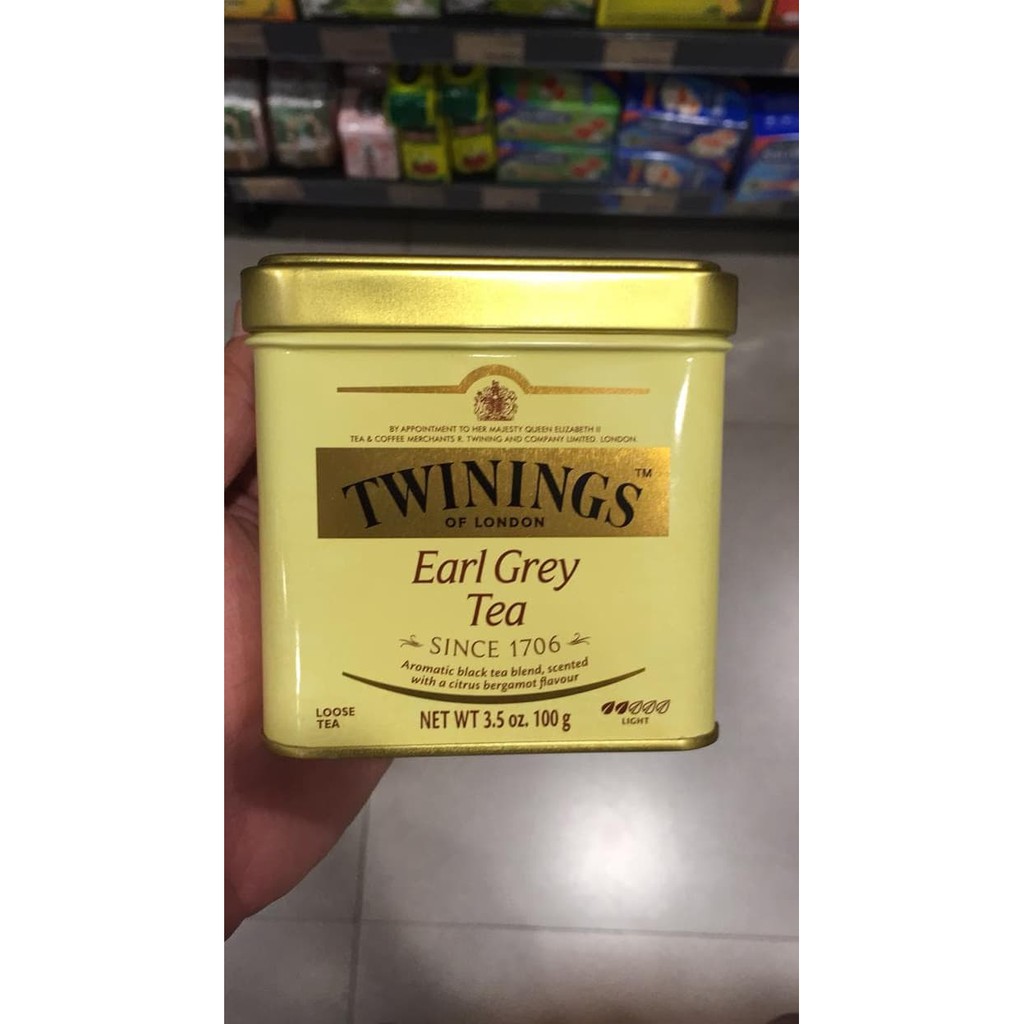 BY APPOINTMENT TO HER MAJESTY QUEEN ELIZABETH II
TEA & COFFEE MERCHANTS R. TWINING AND COMPANY LIMITED. LONDON.
TWININGS™
OF LONDON
Earl Grey
Tea
SINCE 1706
Aromatic black tea blend, scented
with a citrus bergamot flavour
LOOSE
TEA
NET WT 3.5 oz. 100 g
LIGHT